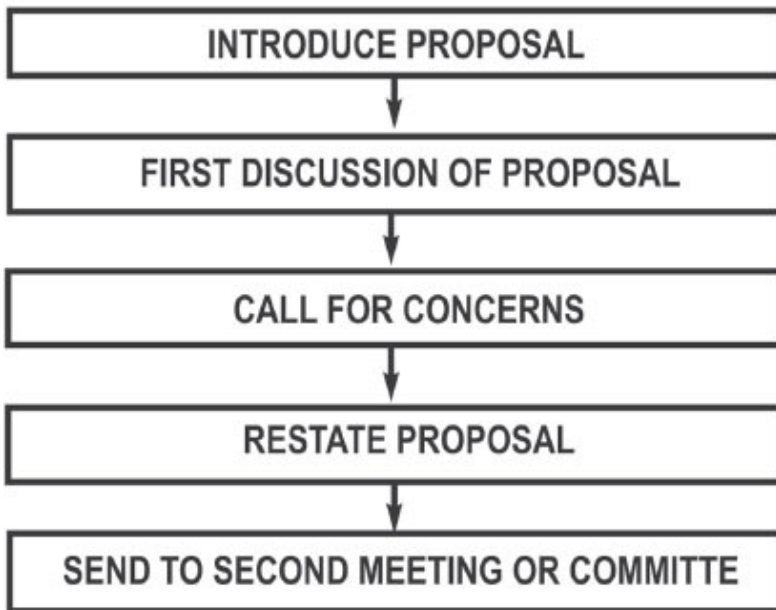 INTRODUCE PROPOSAL
FIRST DISCUSSION OF PROPOSAL
CALL FOR CONCERNS
RESTATE PROPOSAL
SEND TO SECOND MEETING OR COMMITTE